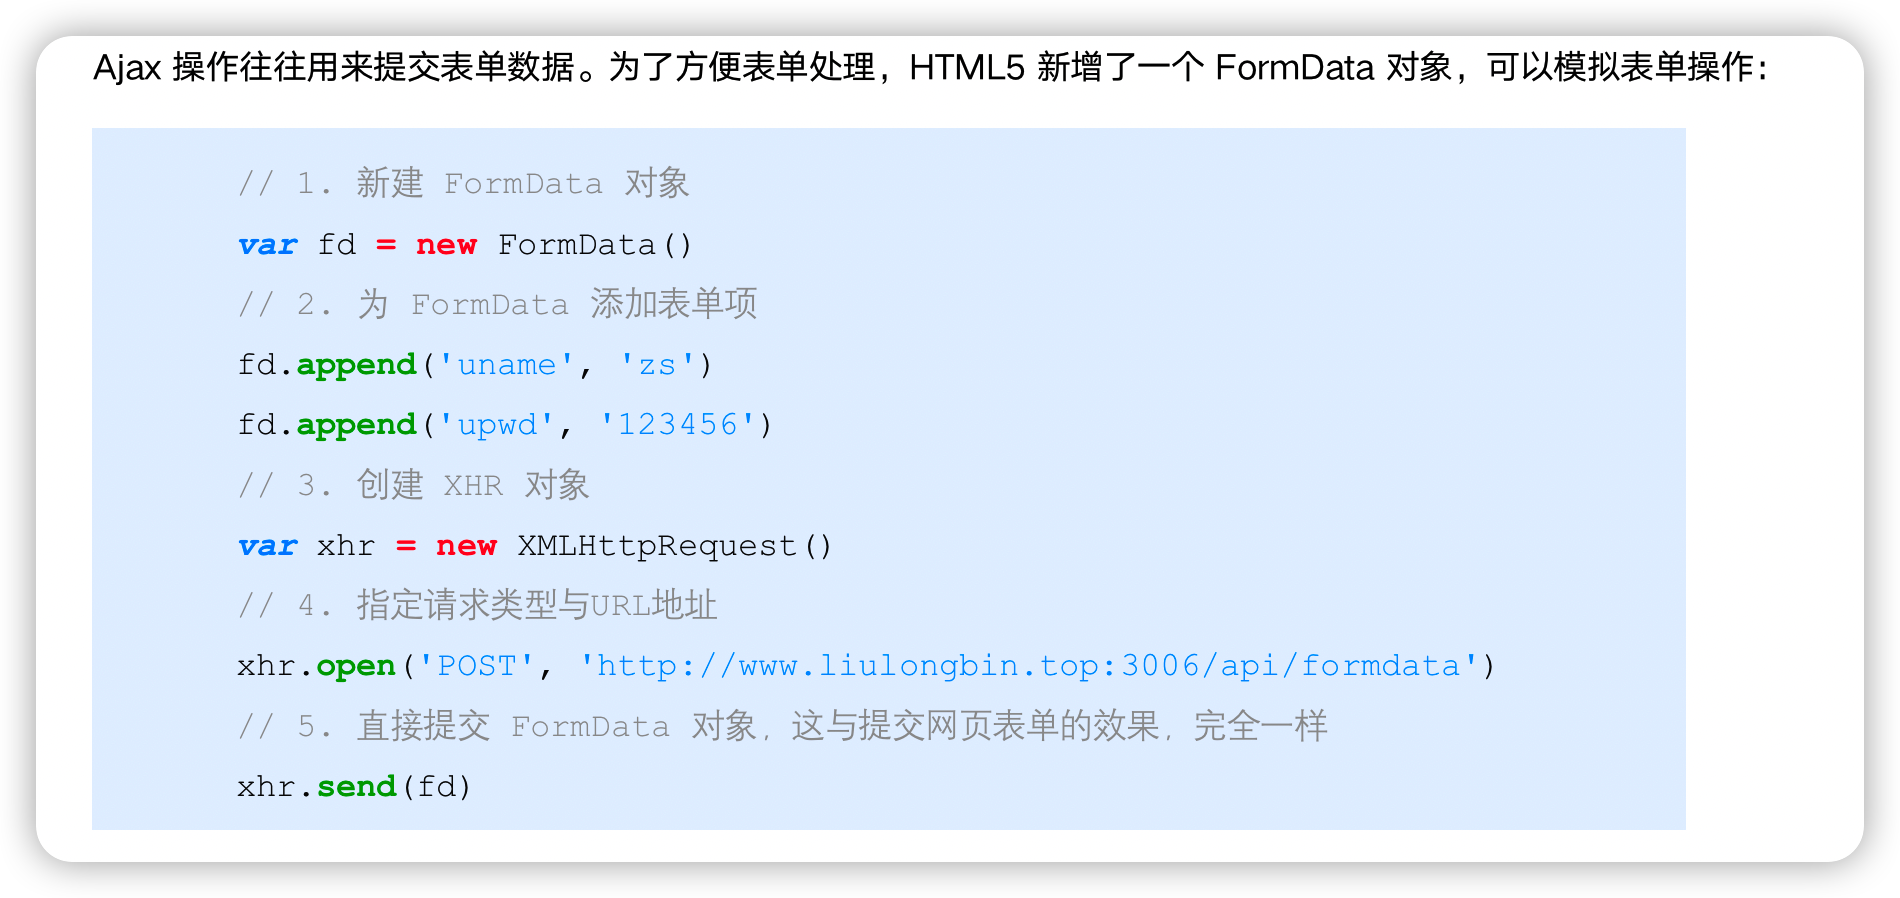 Ajax 操作往往用来提交表单数据。为了方便表单处理，HTML5 新增了一个 FormData 对象，可以模拟表单操作：
// 1. 新建 FormData 对象
var fd = new FormData()
// 2. 为 FormData 添加表单项
fd.append('uname', 'zs')
fd.append('upwd', '123456')
// 3. 创建 XHR 对象
var xhr = new XMLHttpRequest()
// 4. 指定请求类型与URL地址
xhr.open('POST', 'http://www.liulongbin.top:3006/api/formdata')
// 5. 直接提交 FormData 对象，这与提交网页表单的效果，完全一样
xhr.send(fd)